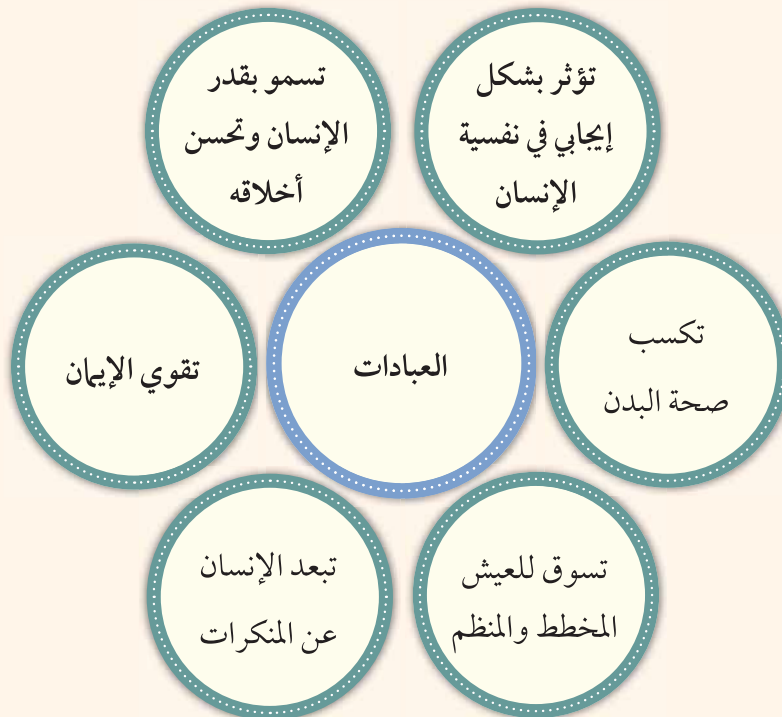 تؤثر بشكل
إيجابي في نفسية
الإنسان
تسمو بقدر
الإنسان وتحسن
أخلاقه
تكسب
صحة البدن
العبادات
تقوي الإيمان
تسوق للعيش
المخطط والمنظم
تبعد الإنسان
عن المنكرات